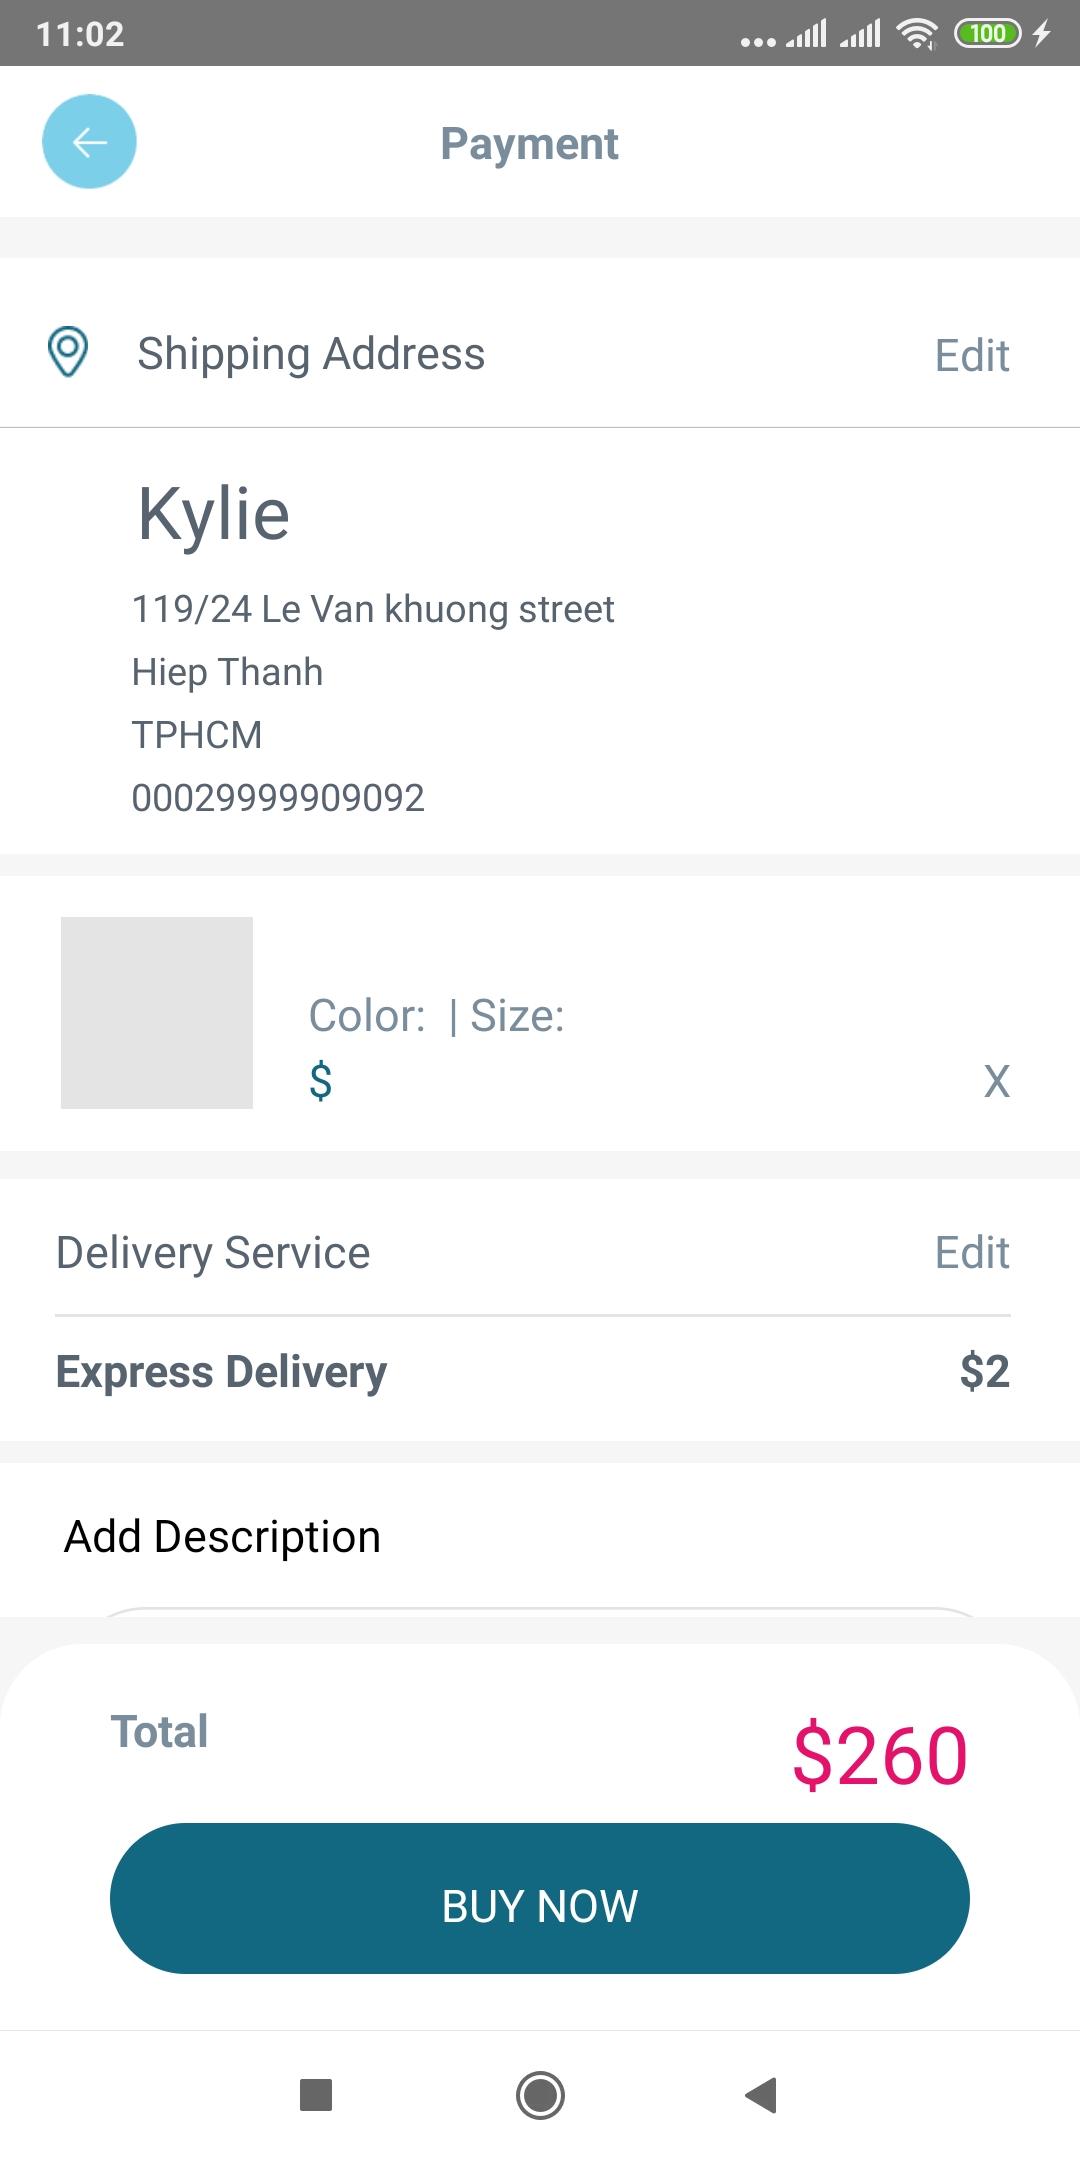 11:02
100
Payment
Shipping Address
Edit
Kylie
119/24 Le Van khuong street
Hiep Thanh
TPHCM
00029999909092
Color:  | Size:
$
X
Delivery Service
Edit
Express Delivery
$2
Add Description
Total
$260
BUY NOW